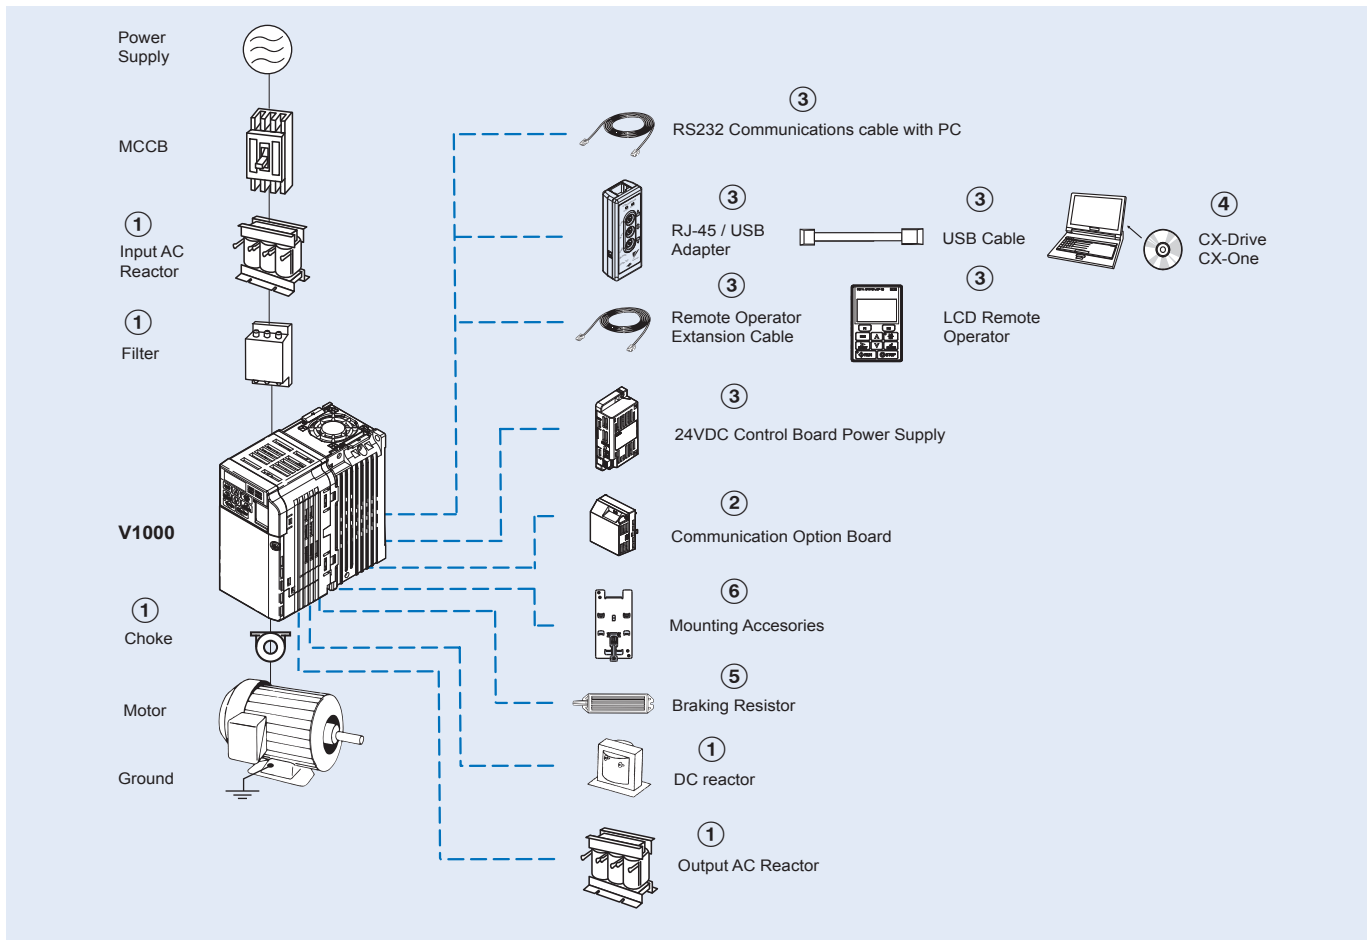 Power
Supply
MCCB
1
Input AC
Reactor
1
Filter
V1000
1
Choke
Motor
Ground
3
RS232 Communications cable with PC
3
RJ-45 / USB
Adapter
3
USB Cable
4
CX-Drive
CX-One
3
Remote Operator
Extansion Cable
3
LCD Remote
Operator
3
24VDC Control Board Power Supply
2
Communication Option Board
6
Mounting Accesories
5
Braking Resistor
1
DC reactor
1
Output AC Reactor